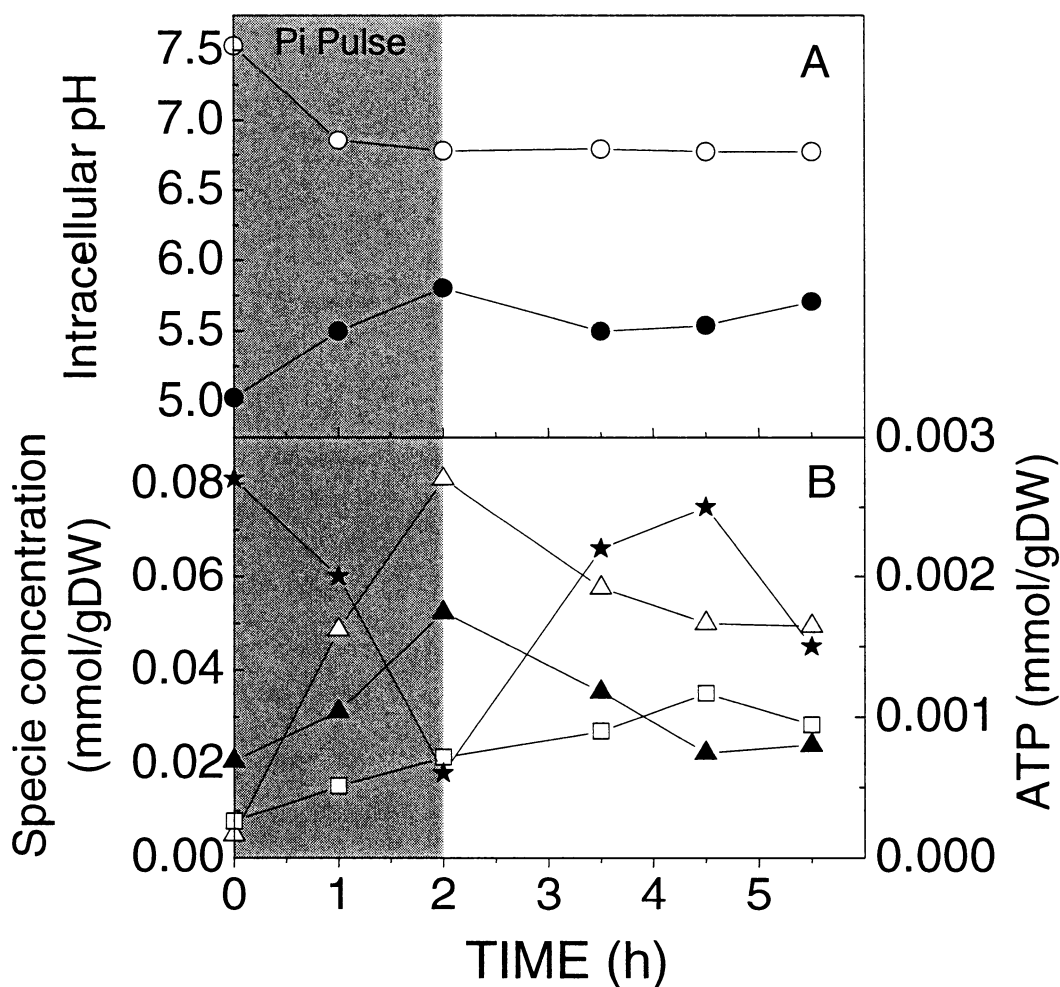 Pi Pulse
A
7.5
7.0
6.5
6.0
5.5
5.0
Intracellular pH
B
0.08
0.06
0.04
0.02
0.00
Specie concentration
(mmol/gDW)
0.003
0.002
0.001
0.000
ATP (mmol/gDW)
0 1 2 3 4 5
TIME (h)